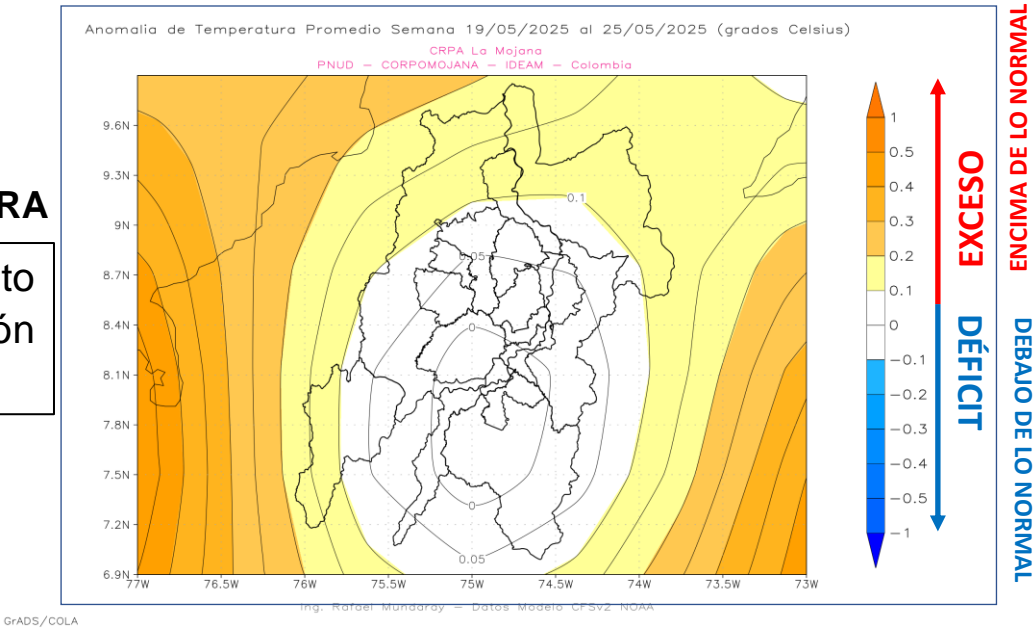 Anomalia de Temperatura Promedio Semana 19/05/2025 al 25/05/2025 (grados Celsius)
CRPA La Mojana
PNUD – CORPOMOJANA – IDEAM – Colombia
RA
to
ón
9.6N
9.3N
9N
8.7N
8.4N
8.1N
7.8N
7.5N
7.2N
6.9N
77W
76.5W
76W
75.5W
75W
74.5W
74W
73.5W
73W
0.1
0.05
0
0
0.05
1
0.5
0.4
0.3
0.2
0.1
0
−0.1
−0.2
−0.3
−0.4
−0.5
−1
EXCESO
DÉFICIT
ENCIMA DE LO NORMAL
DEBAJO DE LO NORMAL
Ing. Rafael Mundaray – Datos Modelo CFSv2 NOAA
GrADS/COLA